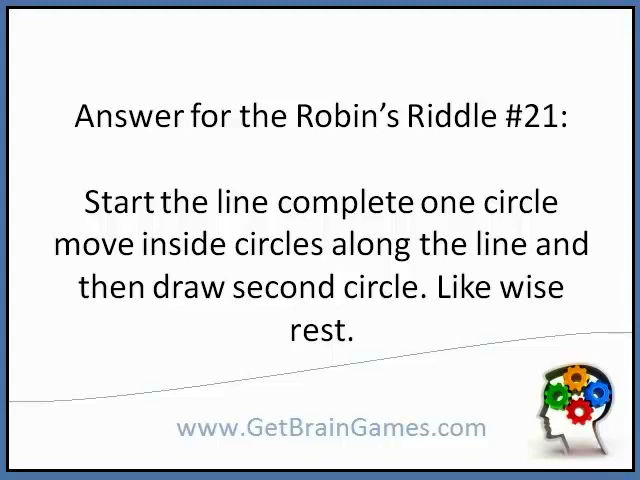 Answer for the Robin’s Riddle #21:
Start the line complete one circle
move inside circles along the line and
then draw second circle. Like wise
rest.
www.GetBrainGames.com